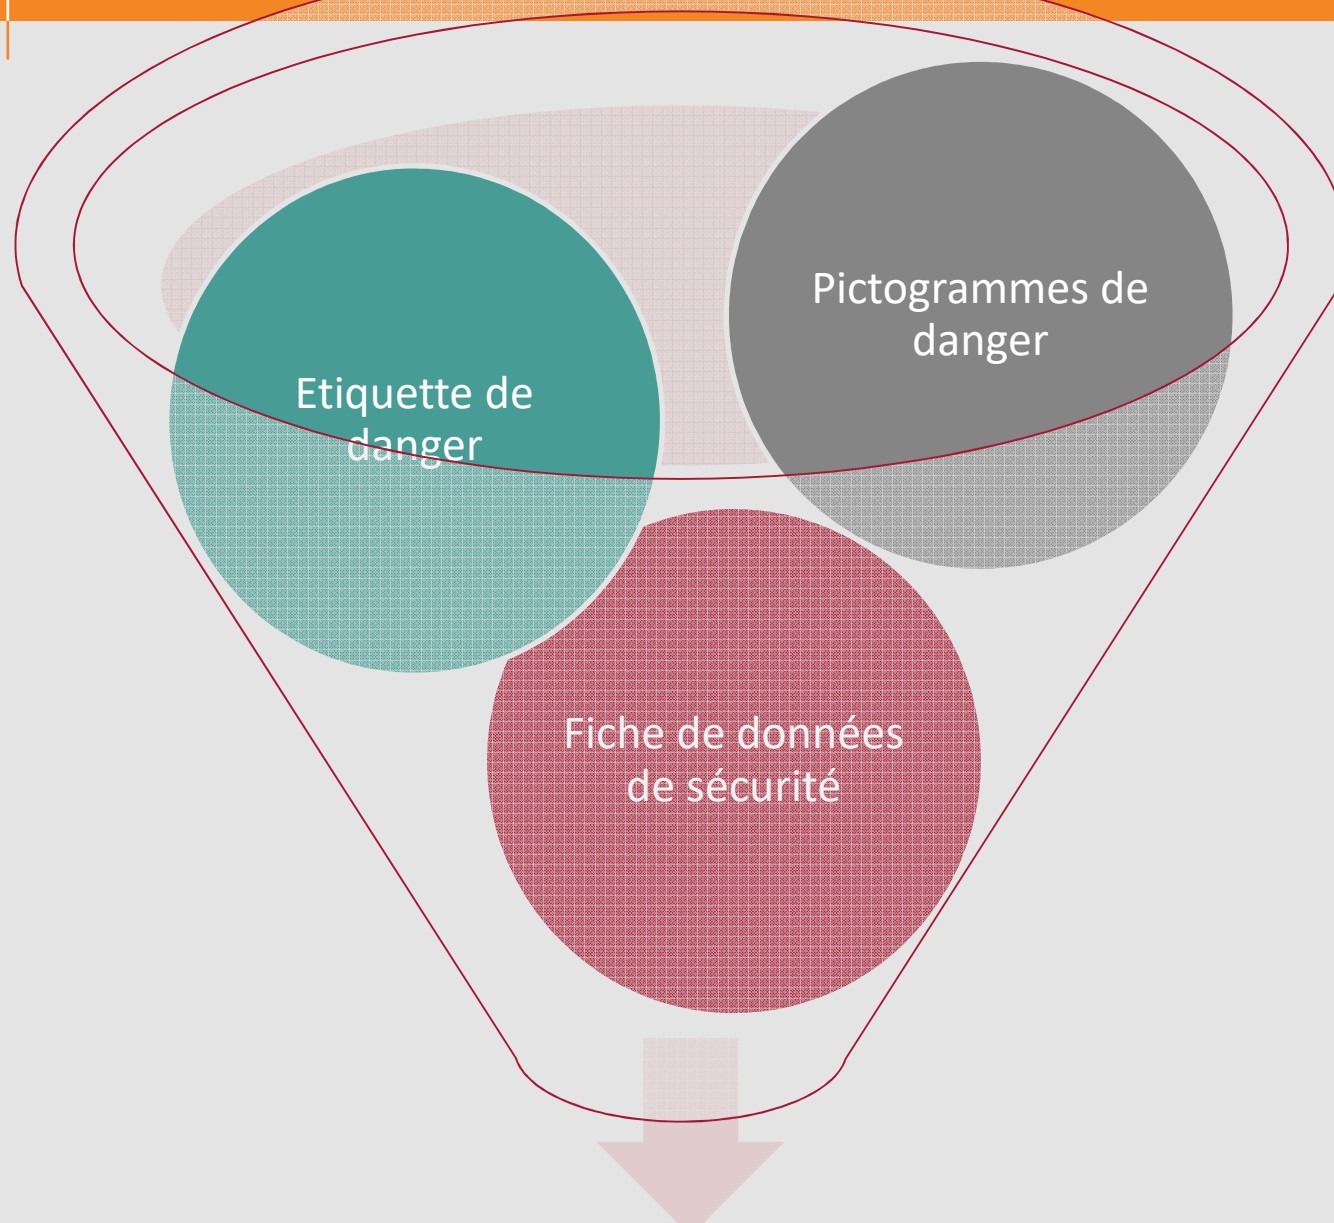 Pictogrammes de
danger
Etiquette de
danger
Fiche de données
de sécurité